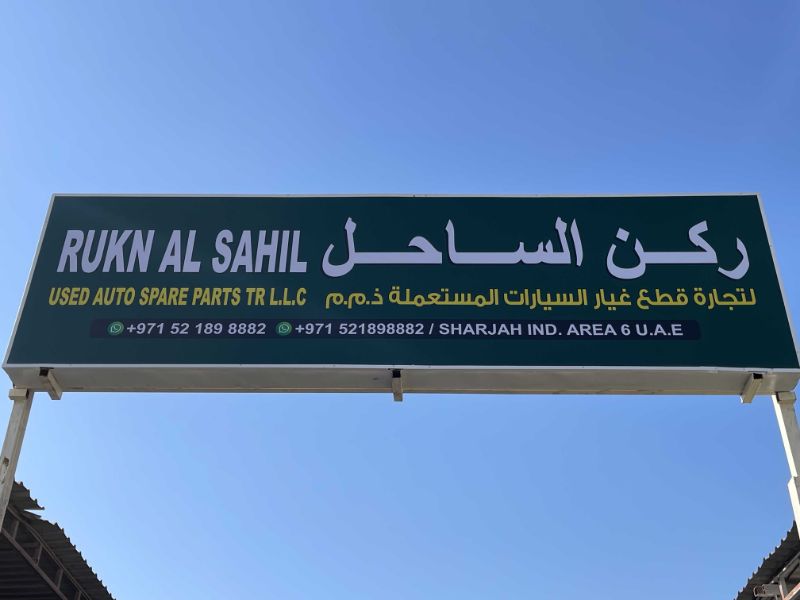 RUKN AL SAHIL ركن الساحل
USED AUTO SPARE PARTS TR L.L.C لتجارة قطع غيار السيارات المستعملة ذ.م.م
+971 52 189 8882 +971 521898882 / SHARJAH IND. AREA 6 U.A.E